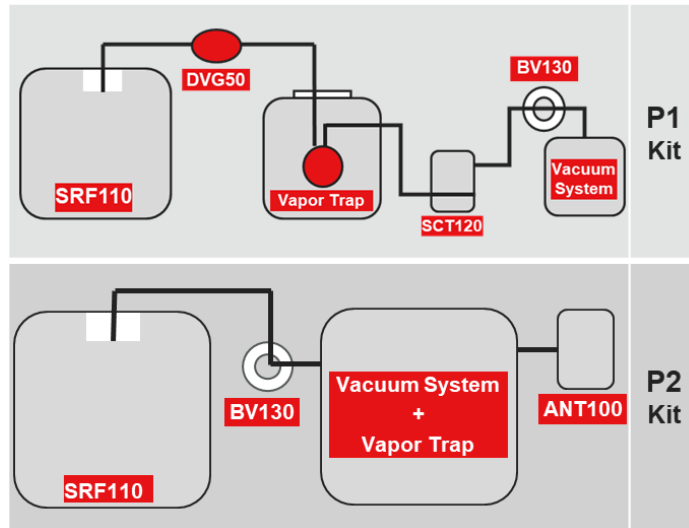 DVG50
BV130
SRF110
Vapor Trap
SCT120
Vacuum
System
P1
Kit
BV130
SRF110
Vacuum System
+
Vapor Trap
ANT100
P2
Kit